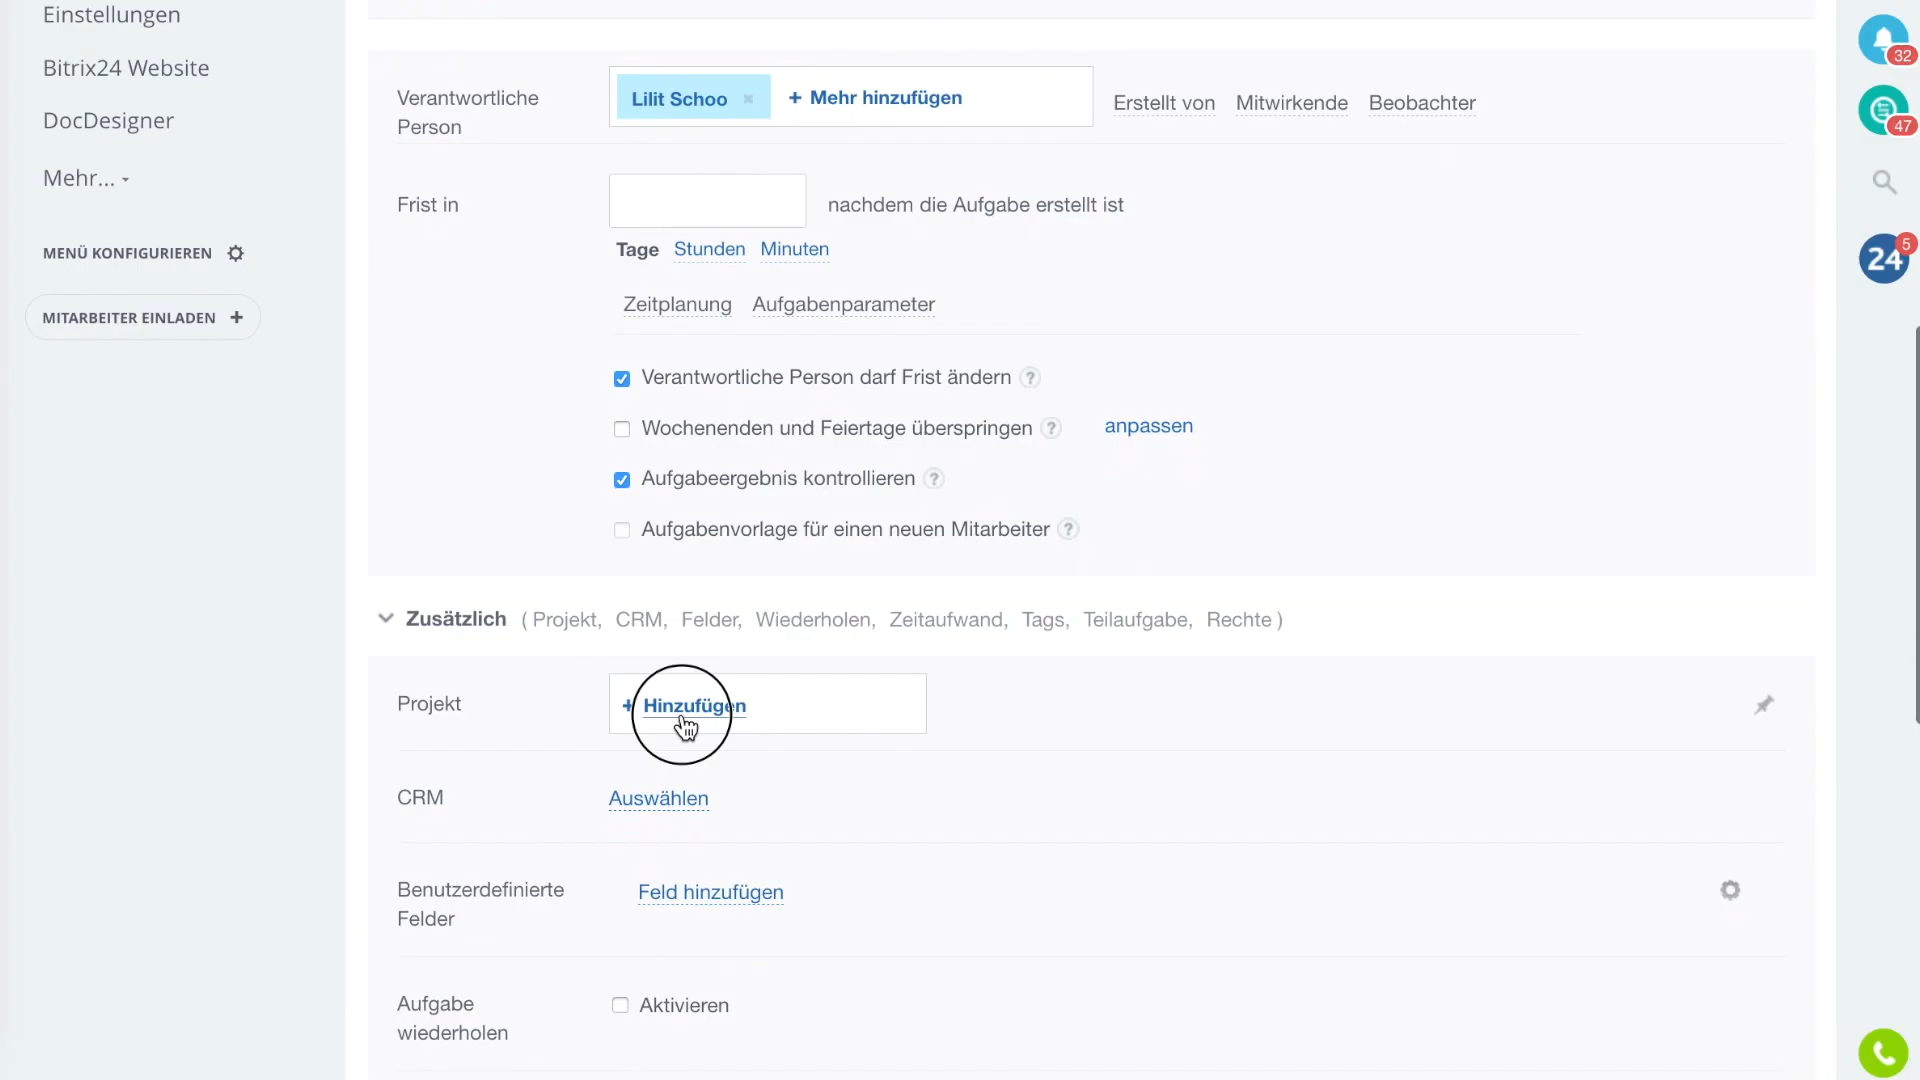 Einstellungen
Bitrix24 Website
DocDesigner
Mehr...
MENÜ KONFIGURIEREN
MITARBEITER EINLADEN +
Verantwortliche
Person
Lilit Schoo × + Mehr hinzufügen
Erstellt von Mitwirkende Beobachter
Frist in
nachdem die Aufgabe erstellt ist
Tage Stunden Minuten
Zeitplanung Aufgabenparameter
Verantwortliche Person darf Frist ändern ?
Wochenenden und Feiertage überspringen ? anpassen
Aufgabeergebnis kontrollieren ?
Aufgabenvorlage für einen neuen Mitarbeiter ?
Zusätzlich ( Projekt, CRM, Felder, Wiederholen, Zeitaufwand, Tags, Teilaufgabe, Rechte )
Projekt
+ Hinzufügen
CRM
Auswählen
Benutzerdefinierte
Felder
Feld hinzufügen
Aufgabe
wiederholen
Aktivieren
32
47
24
5